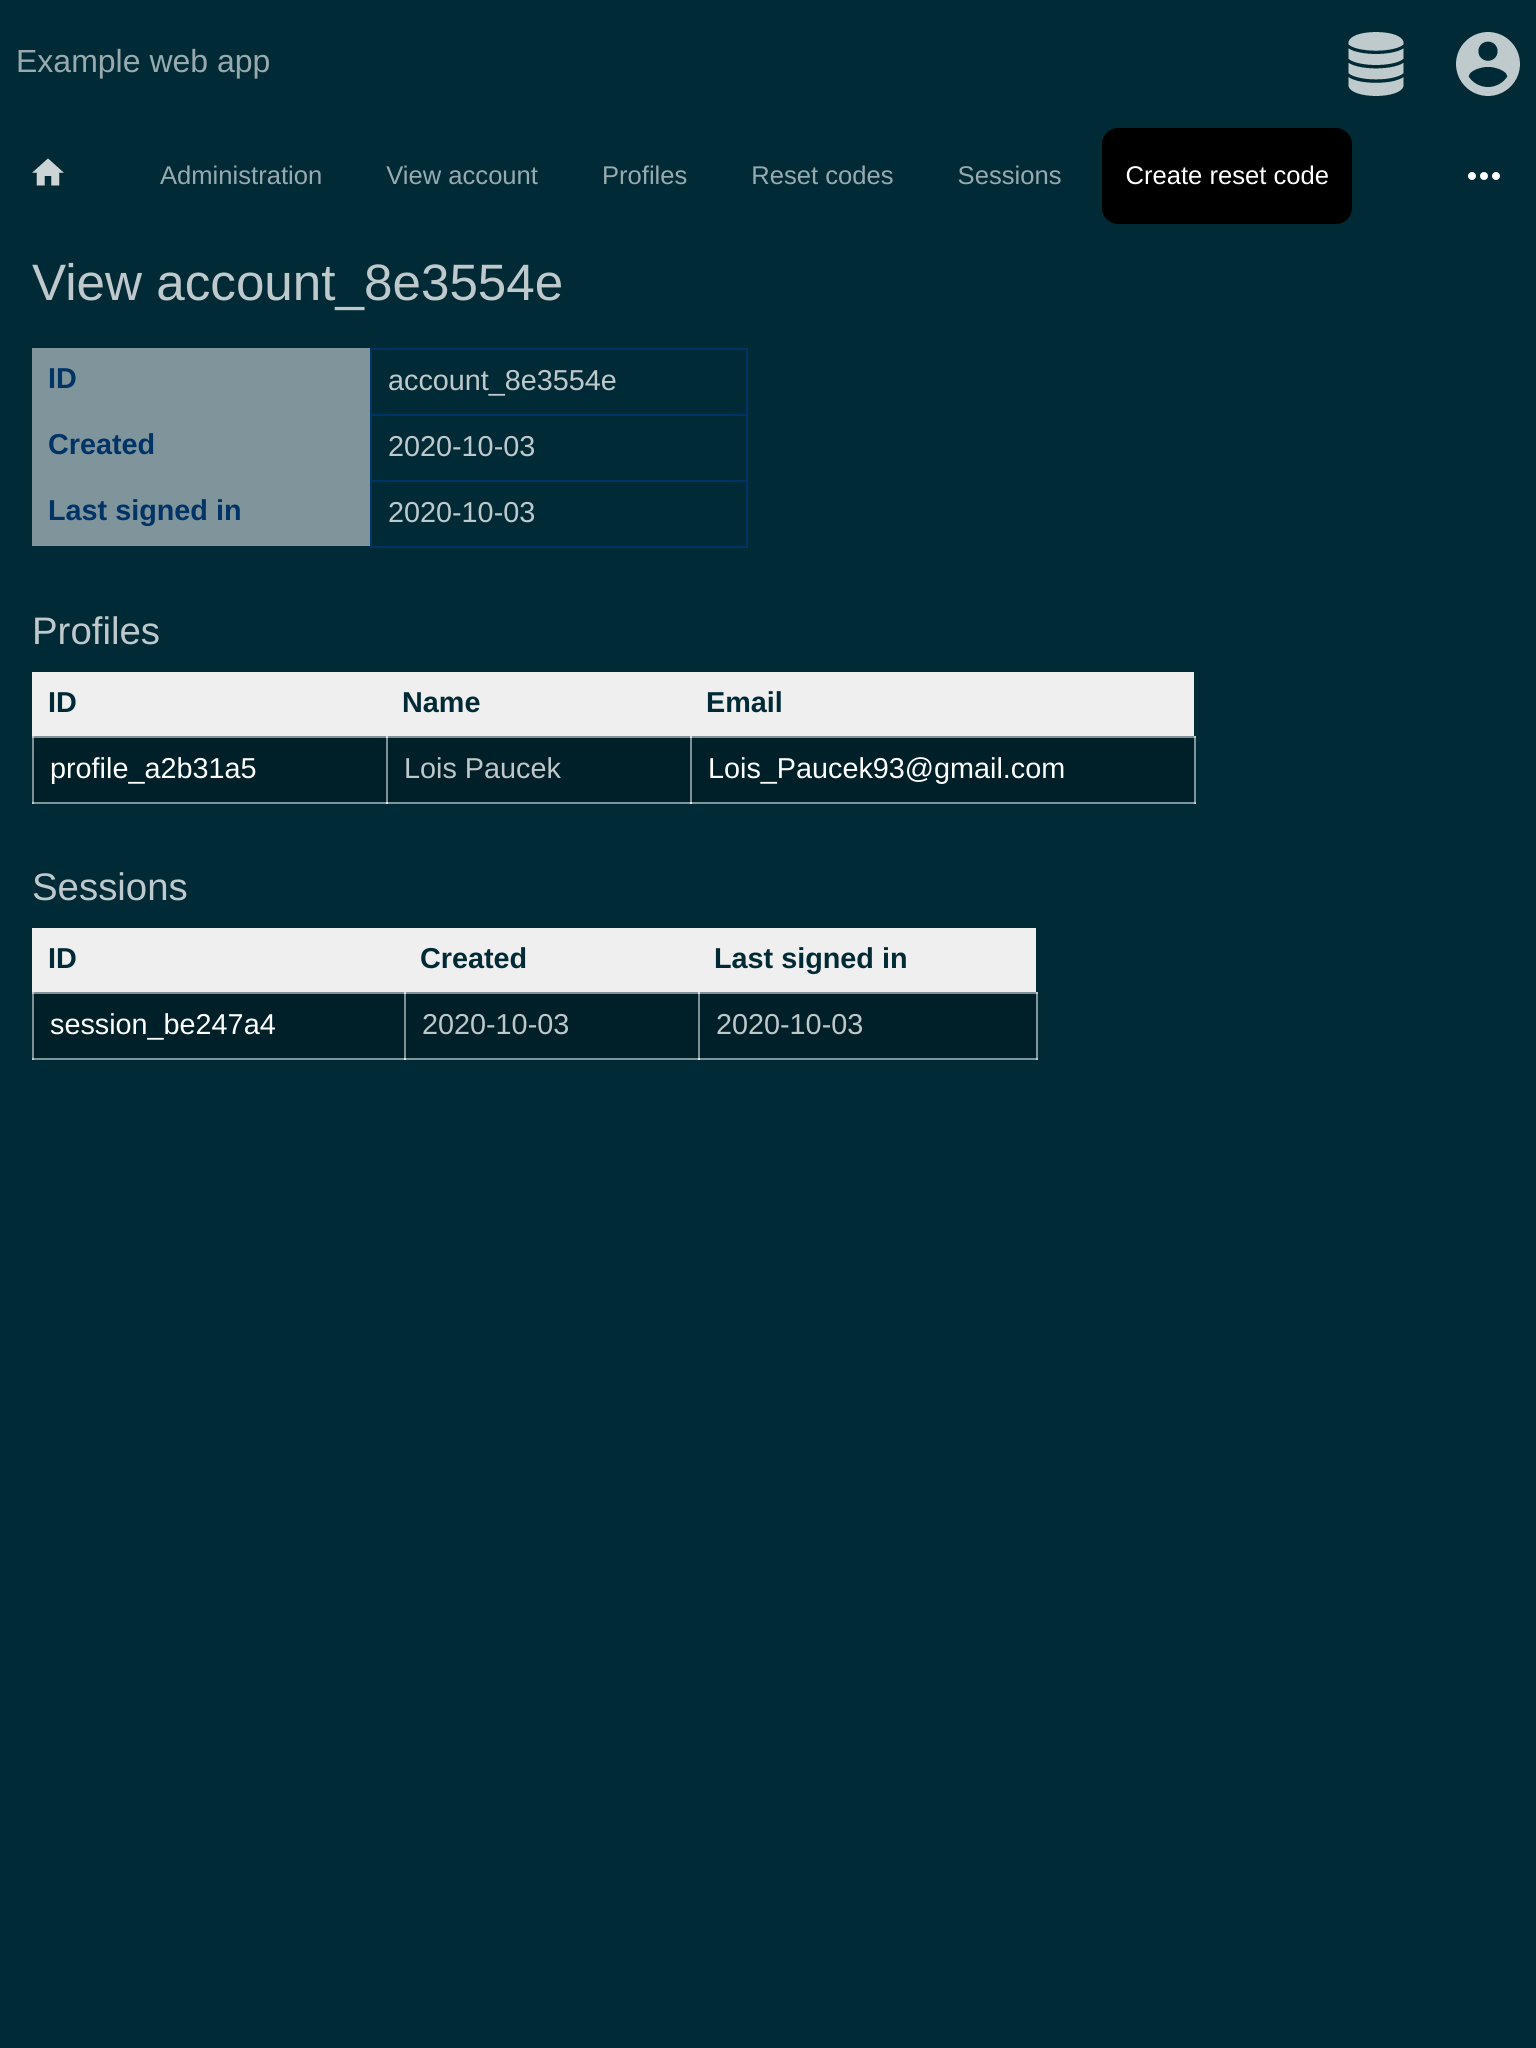 Example web app
Administration View account Profiles Reset codes Sessions Create reset code
View account_8e3554e
ID account_8e3554e
Created 2020-10-03
Last signed in 2020-10-03
Profiles
ID Name Email
profile_a2b31a5 Lois Paucek Lois_Paucek93@gmail.com
Sessions
ID Created Last signed in
session_be247a4 2020-10-03 2020-10-03